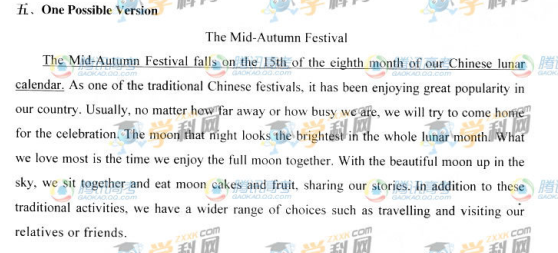 五、One Possible Version
The Mid-Autumn Festival
The Mid-Autumn Festival falls on the 15th of the eighth month of our Chinese lunar
calendar. As one of the traditional Chinese festivals, it has been enjoying great popularity in
our country. Usually, no matter how far away or how busy we are, we will try to come home
for the celebration. The moon that night looks the brightest in the whole lunar month. What
we love most is the time we enjoy the full moon together. With the beautiful moon up in the
sky, we sit together and eat moon cakes and fruit, sharing our stories. In addition to these
traditional activities, we have a wider range of choices such as travelling and visiting our
relatives or friends.